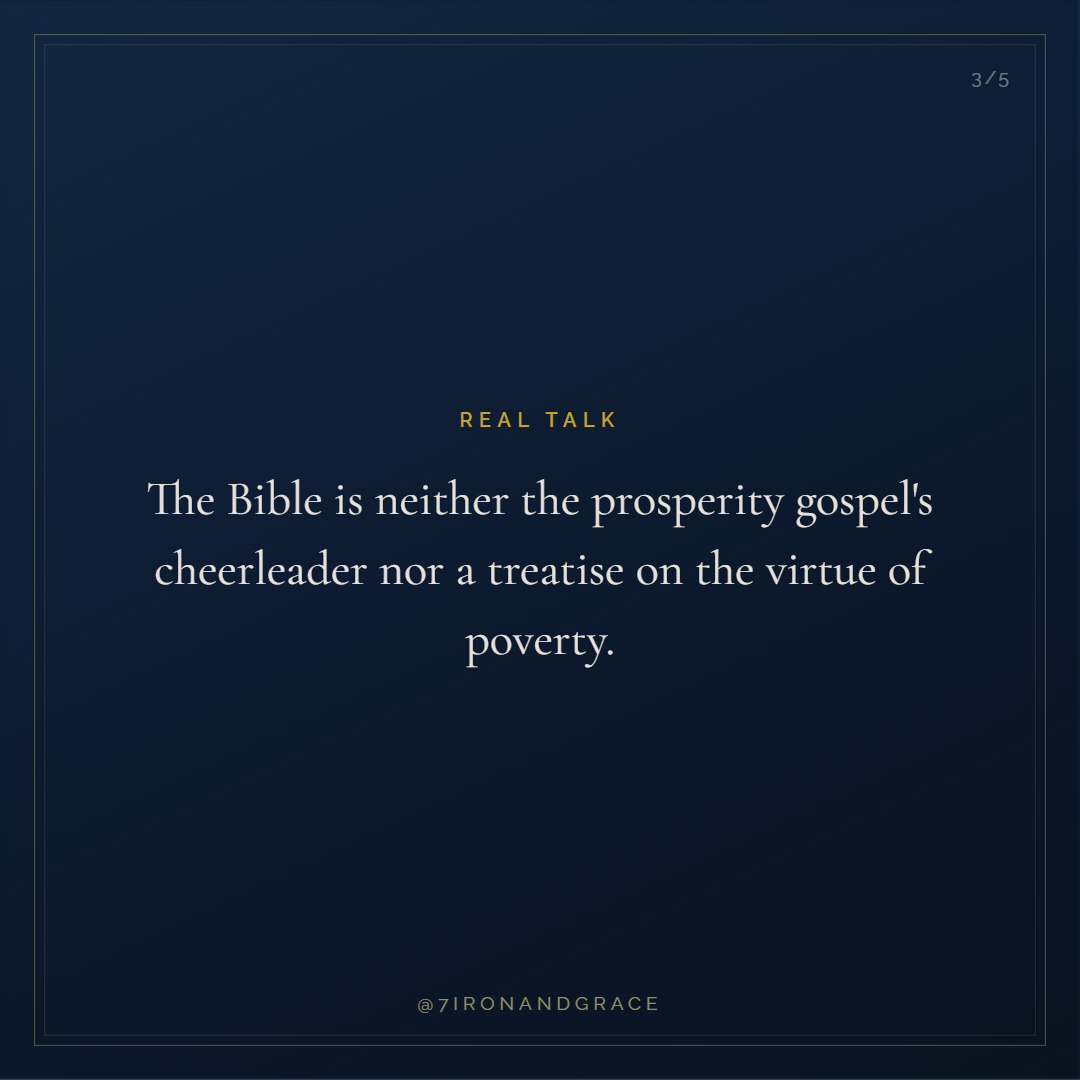 3/5
REAL TALK
The Bible is neither the prosperity gospel's
cheerleader nor a treatise on the virtue of
poverty.
@7IRONANDGRACE